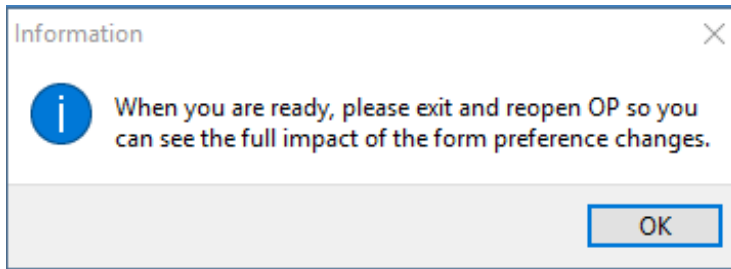 Information
When you are ready, please exit and reopen OP so you
can see the full impact of the form preference changes.
OK